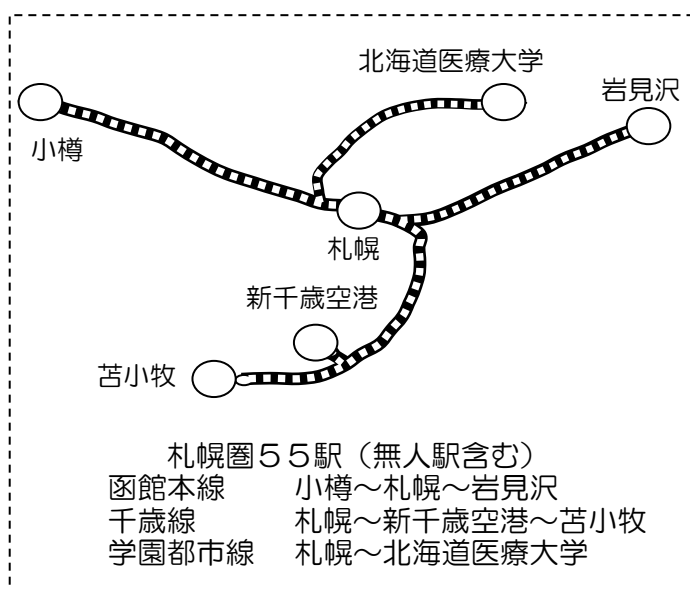 北海道医療大学
岩見沢
小樽
札幌
新千歳空港
苫小牧
札幌圏５５駅（無人駅含む）
函館本線　　小樽～札幌～岩見沢
千歳線　　　札幌～新千歳空港～苫小牧
学園都市線　札幌～北海道医療大学